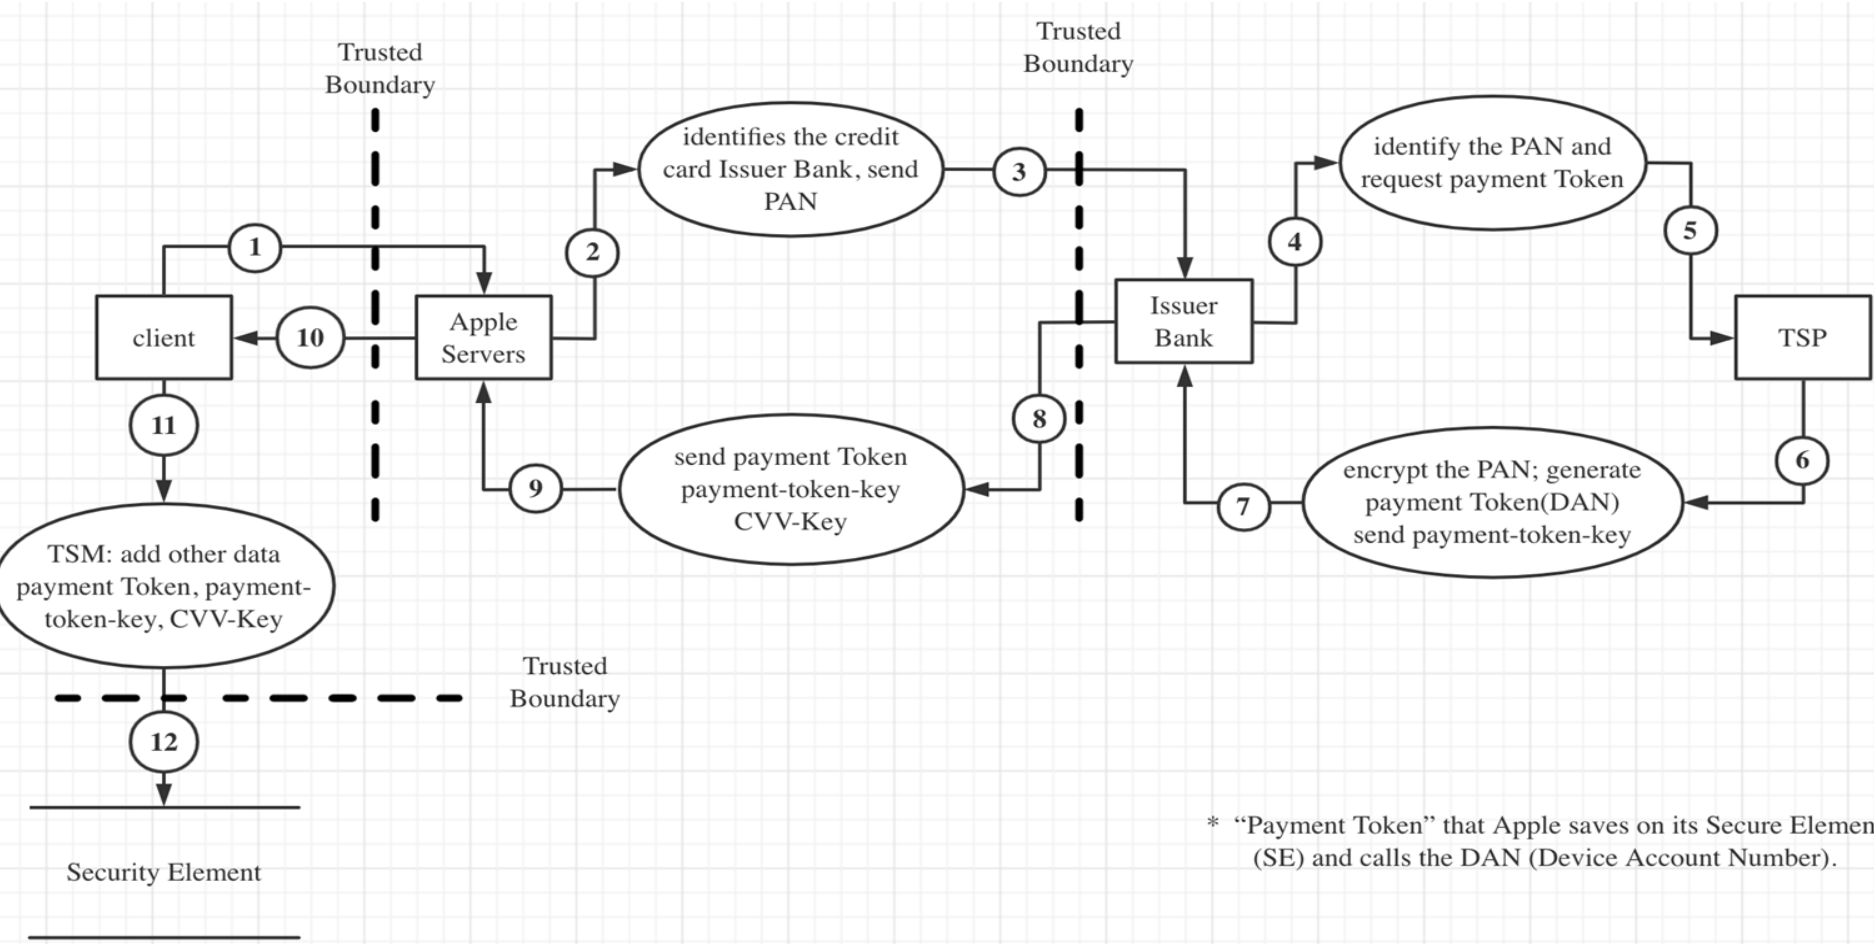 Trusted
Boundary
Trusted
Boundary
identifies the credit
card Issuer Bank, send
PAN
3
identify the PAN and
request payment Token
1
2
4
5
client
10
Apple
Servers
Issuer
Bank
TSP
11
8
9
send payment Token
payment-token-key
CVV-Key
7
encrypt the PAN; generate
payment Token(DAN)
send payment-token-key
6
TSM: add other data
payment Token, payment-
token-key, CVV-Key
Trusted
Boundary
12
Security Element
* “Payment Token” that Apple saves on its Secure Elemen
(SE) and calls the DAN (Device Account Number).